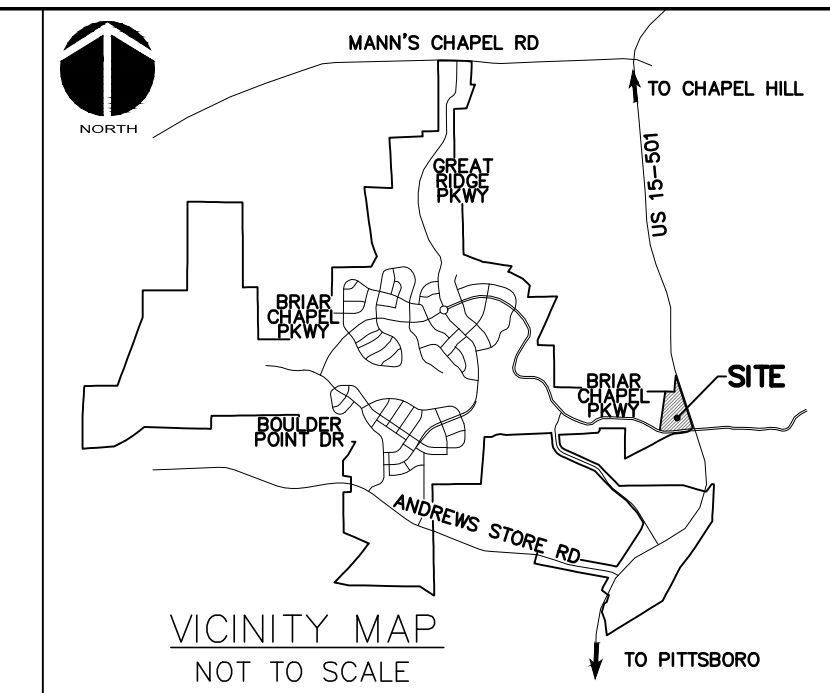 MANN'S CHAPEL RD
NORTH
TO CHAPEL HILL
US 15-501
GREAT
RIDGE
PKWY
BRIAR
CHAPEL
PKWY
BRIAR
CHAPEL
PKWY
SITE
BOULDER
POINT DR
ANDREWS STORE RD
VICINITY MAP
NOT TO SCALE
TO PITTSBORO